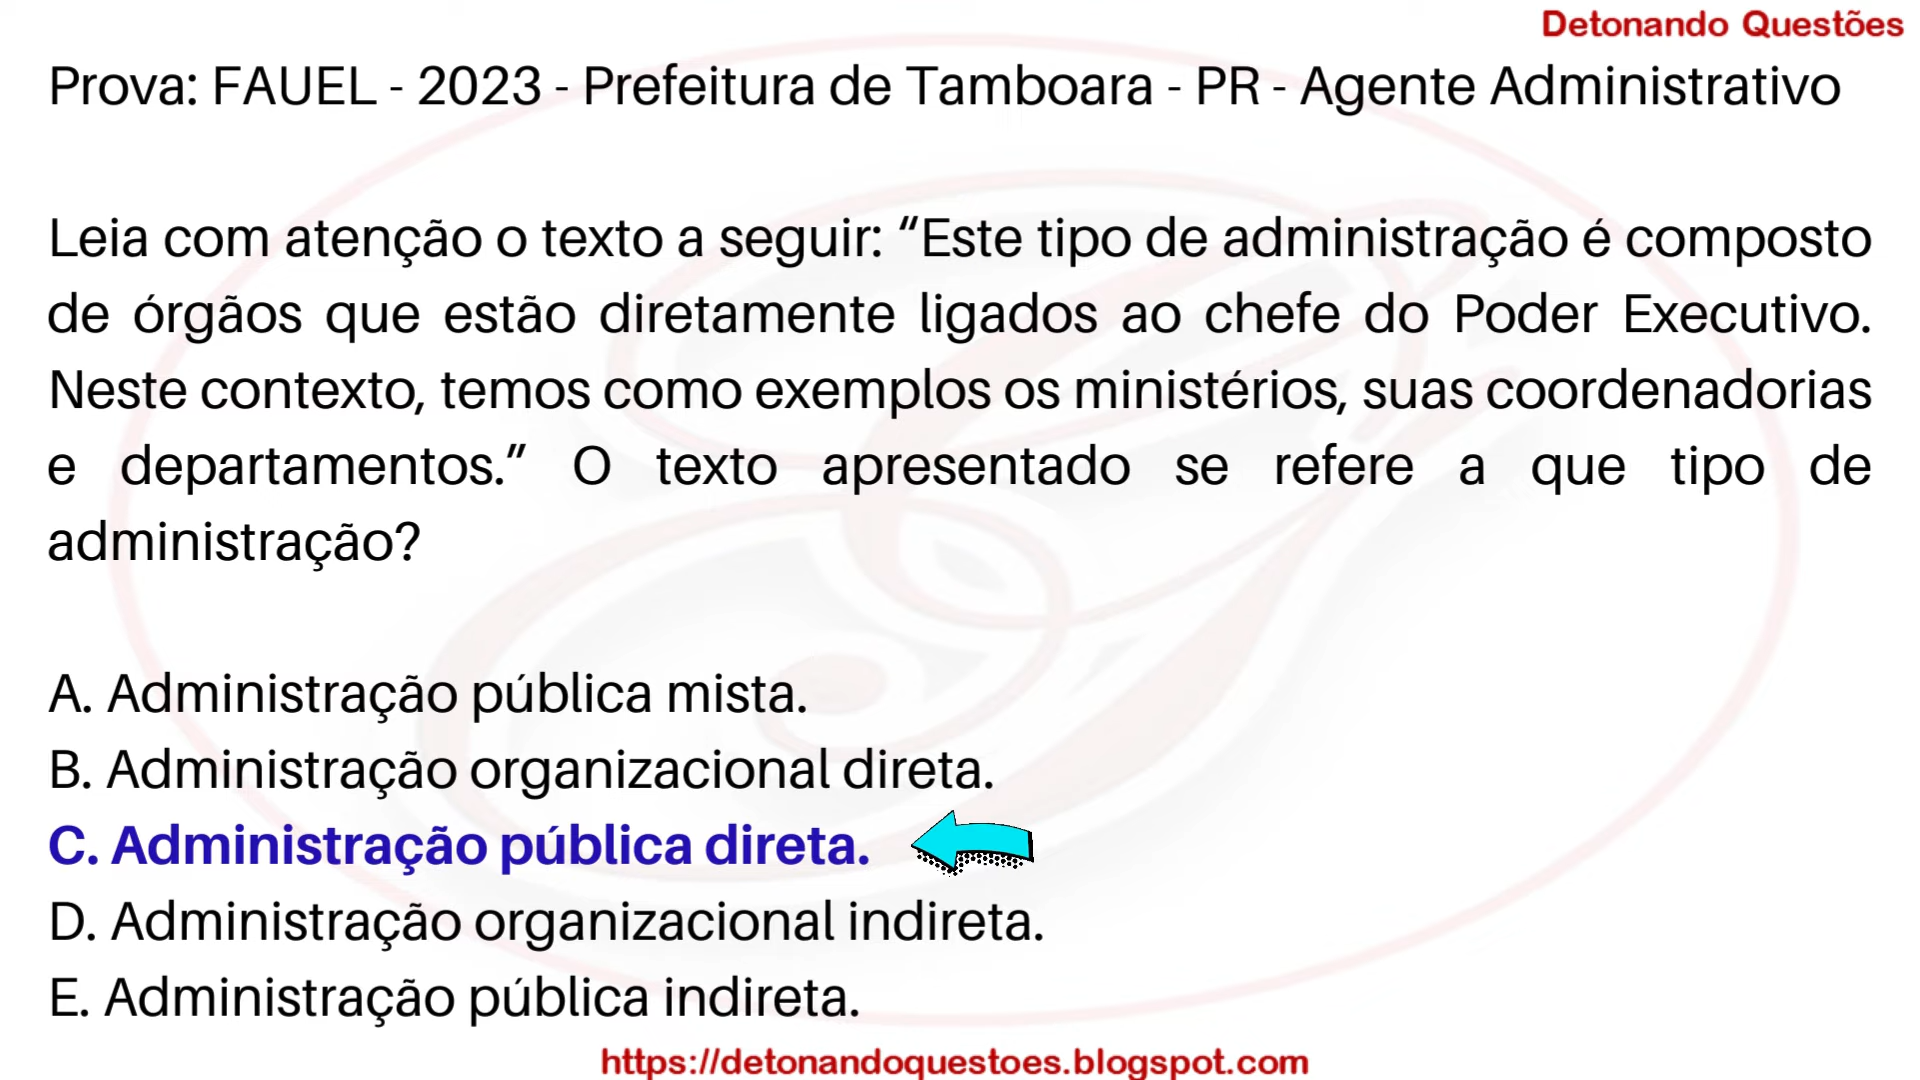 Detonando Questões
Prova: FAUEL - 2023 - Prefeitura de Tamboara - PR - Agente Administrativo
Leia com atenção o texto a seguir: “Este tipo de administração é composto
de órgãos que estão diretamente ligados ao chefe do Poder Executivo.
Neste contexto, temos como exemplos os ministérios, suas coordenadorias
e departamentos.” O texto apresentado se refere a que tipo de
administração?
A. Administração pública mista.
B. Administração organizacional direta.
C. Administração pública direta.
D. Administração organizacional indireta.
E. Administração pública indireta.
https://detonandoquestoes.blogspot.com